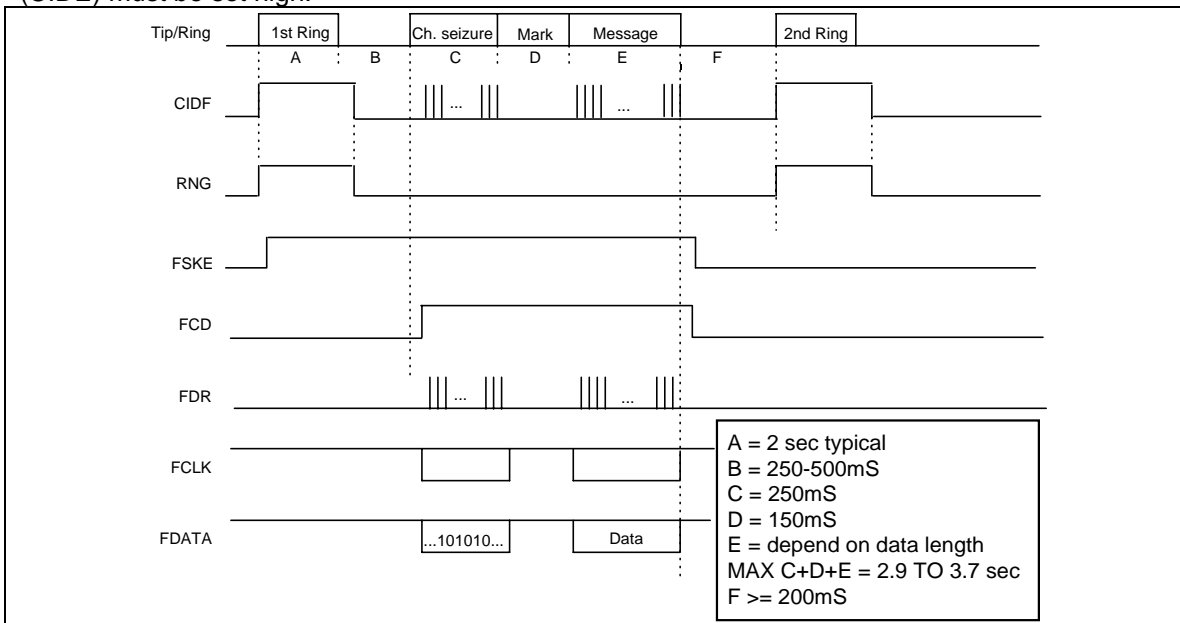 (CIDE) must be set high.
Tip/Ring 1st Ring Ch. seizure Mark Message 2nd Ring
A B C D E F
CIDF ... ...
RNG
FSKE
FCD
FDR ... ...
FCLK
FDATA ...101010... Data
A = 2 sec typical
B = 250-500mS
C = 250mS
D = 150mS
E = depend on data length
MAX C+D+E = 2.9 TO 3.7 sec
F >= 200mS